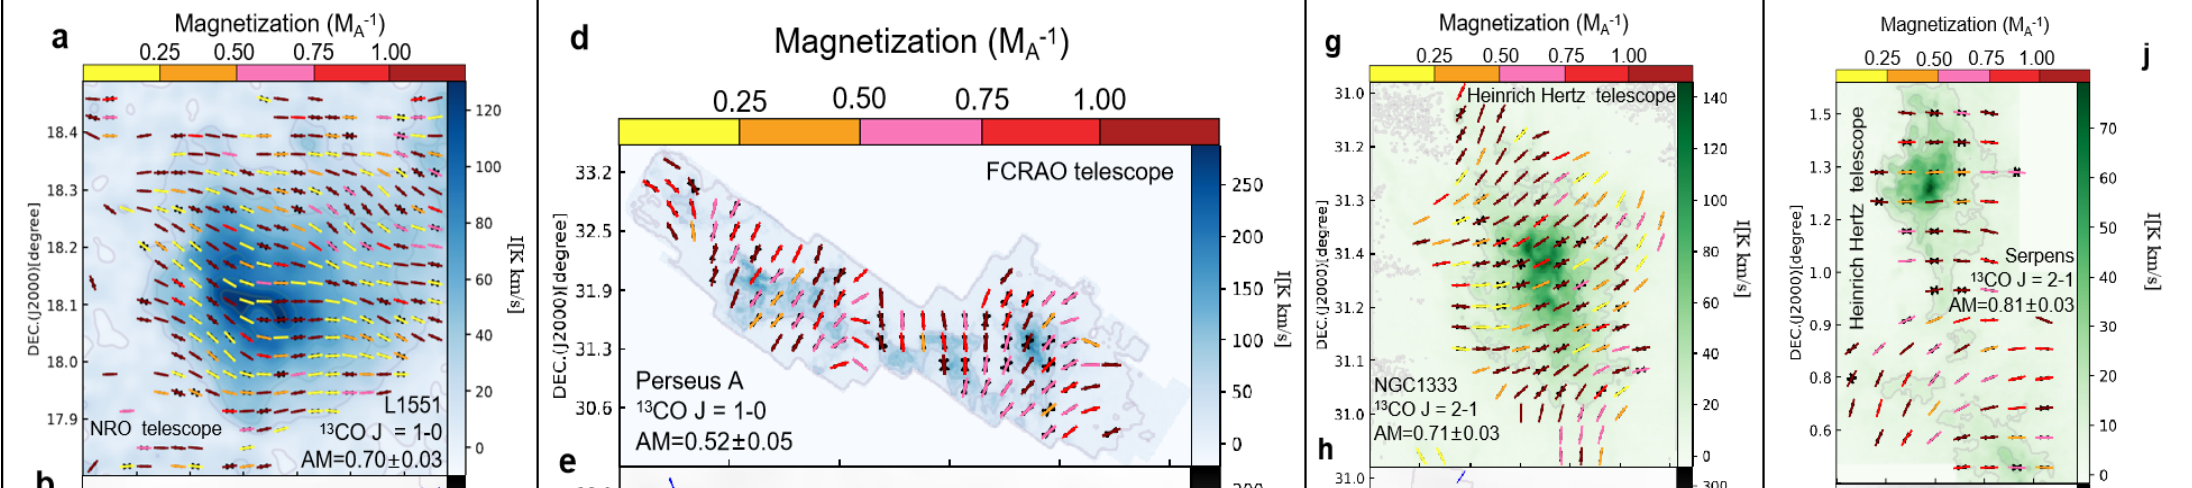 a
Magnetization (M_A^-1)
0.25 0.50 0.75 1.00
18.4
18.3
18.2
18.1
18.0
17.9
DEC.(J2000)[degree]
120
100
80
60
40
20
0
I[K km/s]
NRO telescope
L1551
13CO J = 1-0
AM=0.70±0.03
b
d
Magnetization (M_A^-1)
0.25 0.50 0.75 1.00
FCRAO telescope
33.2
32.5
31.9
31.3
30.6
DEC.(J2000)[degree]
250
200
150
100
50
0
I[K km/s]
Perseus A
13CO J = 1-0
AM=0.52±0.05
e
g
Magnetization (M_A^-1)
0.25 0.50 0.75 1.00
Heinrich Hertz telescope
31.0
31.2
31.3
31.4
31.2
31.1
31.0
DEC.(J2000)[degree]
140
120
100
80
60
40
20
0
I[K km/s]
NGC1333
13CO J = 2-1
AM=0.71±0.03
h
31.0
300
j
Magnetization (M_A^-1)
0.25 0.50 0.75 1.00
Heinrich Hertz telescope
1.5
1.3
1.2
1.0
0.9
0.8
0.6
DEC.(J2000)[degree]
70
60
50
40
30
20
10
0
I[K km/s]
Serpens
13CO J = 2-1
AM=0.81±0.03